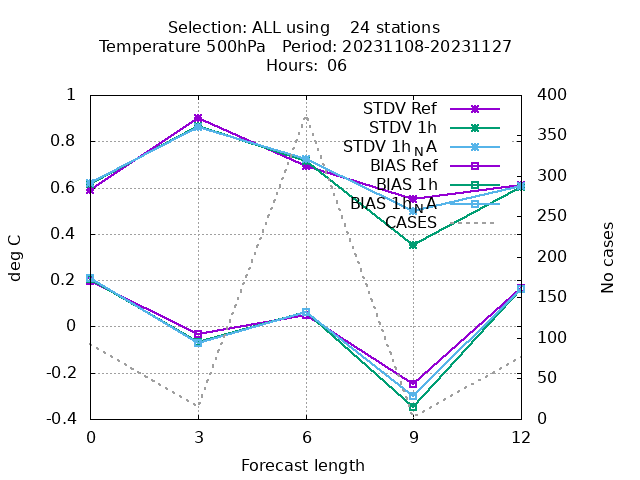 Selection: ALL using    24 stations
Temperature 500hPa   Period: 20231108-20231127
Hours: 06
1
0.8
0.6
0.4
0.2
0
-0.2
-0.4
400
350
300
250
200
150
100
50
0
STDV Ref
STDV 1h
STDV 1h_NA
BIAS Ref
BIAS 1h
BIAS 1h_NA
CASES
deg C
No cases
0 3 6 9 12
Forecast length